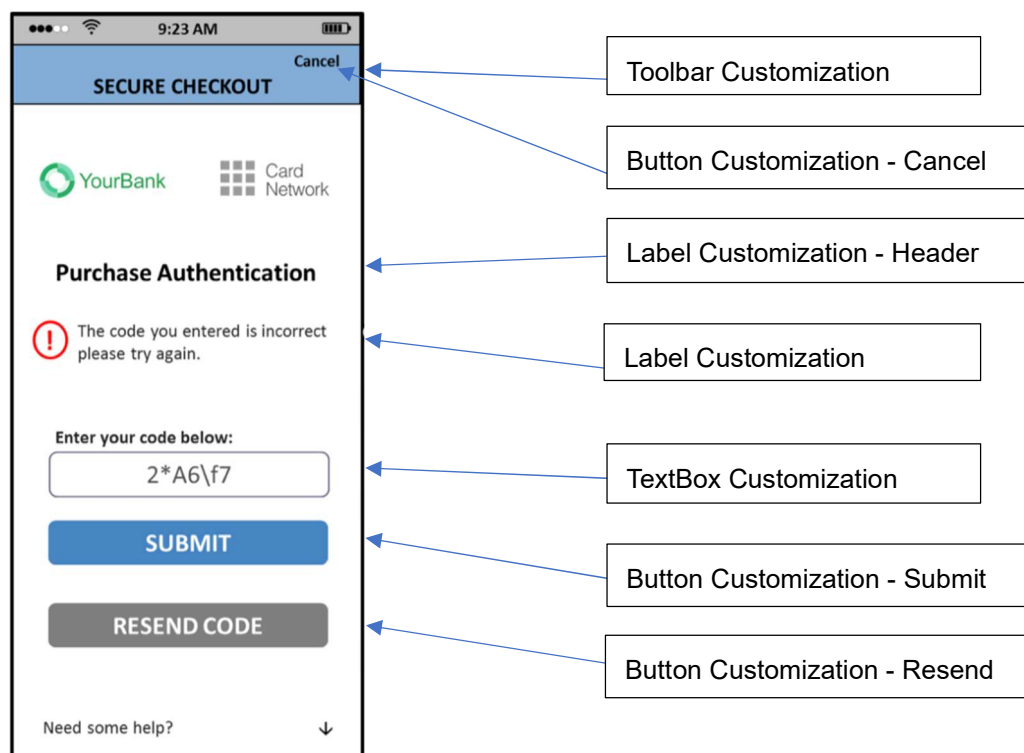 9:23 AM
Cancel
SECURE CHECKOUT
YourBank
Card
Network
Purchase Authentication
! The code you entered is incorrect
please try again.
Enter your code below:
2*A6\f7
SUBMIT
RESEND CODE
Need some help?
Toolbar Customization
Button Customization - Cancel
Label Customization - Header
Label Customization
TextBox Customization
Button Customization - Submit
Button Customization - Resend